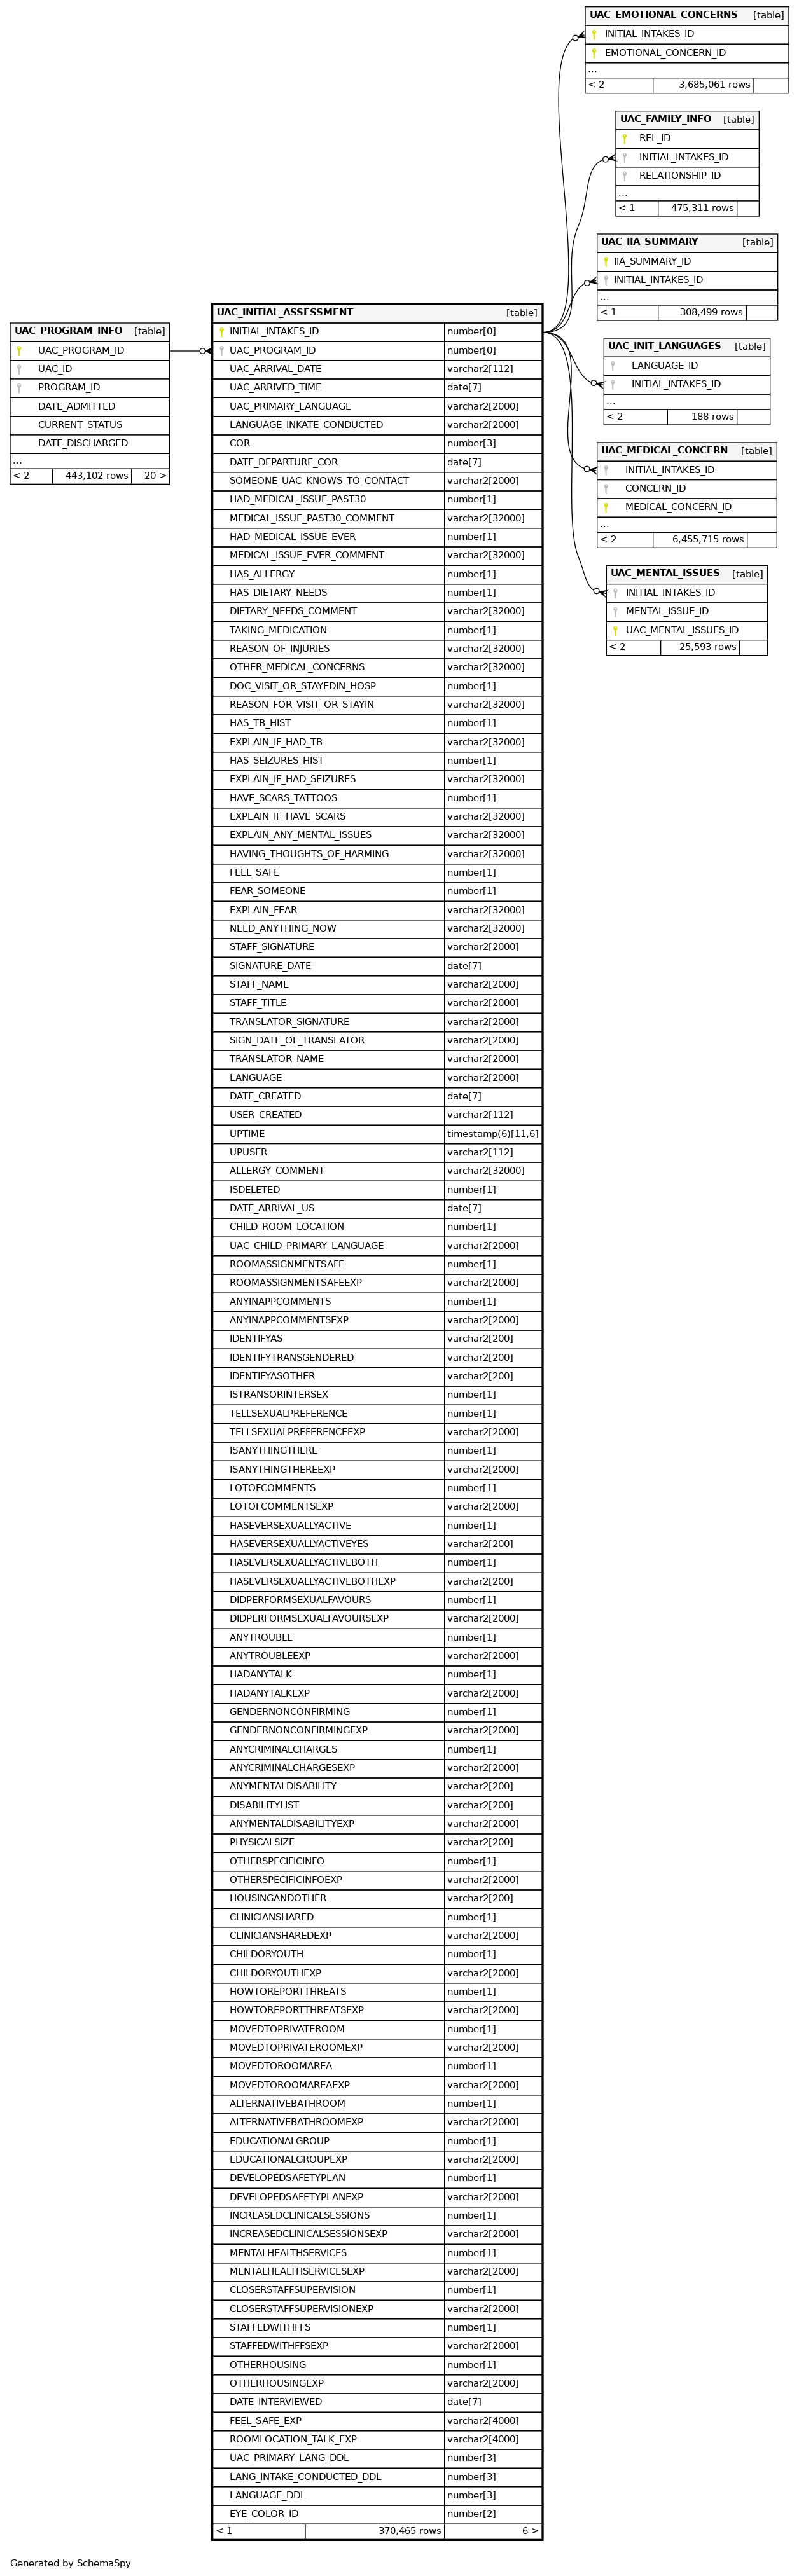 UAC_EMOTIONAL_CONCERNS [table]
INITIAL_INTAKES_ID
EMOTIONAL_CONCERN_ID
...
< 2 3,685,061 rows
UAC_FAMILY_INFO [table]
REL_ID
INITIAL_INTAKES_ID
RELATIONSHIP_ID
...
< 1 475,311 rows
UAC_IIA_SUMMARY [table]
IIA_SUMMARY_ID
INITIAL_INTAKES_ID
...
< 1 308,499 rows
UAC_INIT_LANGUAGES [table]
LANGUAGE_ID
INITIAL_INTAKES_ID
...
< 2 188 rows
UAC_MEDICAL_CONCERN [table]
INITIAL_INTAKES_ID
CONCERN_ID
MEDICAL_CONCERN_ID
...
< 2 6,455,715 rows
UAC_MENTAL_ISSUES [table]
INITIAL_INTAKES_ID
MENTAL_ISSUE_ID
UAC_MENTAL_ISSUES_ID
< 2 25,593 rows
UAC_PROGRAM_INFO [table]
UAC_PROGRAM_ID
UAC_ID
PROGRAM_ID
DATE_ADMITTED
CURRENT_STATUS
DATE_DISCHARGED
...
< 2 443,102 rows 20 >
UAC_INITIAL_ASSESSMENT [table]
INITIAL_INTAKES_ID number[0]
UAC_PROGRAM_ID number[0]
UAC_ARRIVAL_DATE varchar2[112]
UAC_ARRIVED_TIME date[7]
UAC_PRIMARY_LANGUAGE varchar2[2000]
LANGUAGE_INKATE_CONDUCTED varchar2[2000]
COR number[3]
DATE_DEPARTURE_COR date[7]
SOMEONE_UAC_KNOWS_TO_CONTACT varchar2[2000]
HAD_MEDICAL_ISSUE_PAST30 number[1]
MEDICAL_ISSUE_PAST30_COMMENT varchar2[32000]
HAD_MEDICAL_ISSUE_EVER number[1]
MEDICAL_ISSUE_EVER_COMMENT varchar2[32000]
HAS_ALLERGY number[1]
HAS_DIETARY_NEEDS number[1]
DIETARY_NEEDS_COMMENT varchar2[32000]
TAKING_MEDICATION number[1]
REASON_OF_INJURIES varchar2[32000]
OTHER_MEDICAL_CONCERNS varchar2[32000]
DOC_VISIT_OR_STAYEDIN_HOSP number[1]
REASON_FOR_VISIT_OR_STAYIN varchar2[32000]
HAS_TB_HIST number[1]
EXPLAIN_IF_HAD_TB varchar2[32000]
HAS_SEIZURES_HIST number[1]
EXPLAIN_IF_HAD_SEIZURES varchar2[32000]
HAVE_SCARS_TATTOOS number[1]
EXPLAIN_IF_HAVE_SCARS varchar2[32000]
EXPLAIN_ANY_MENTAL_ISSUES varchar2[32000]
HAVING_THOUGHTS_OF_HARMING varchar2[32000]
FEEL_SAFE number[1]
FEAR_SOMEONE number[1]
EXPLAIN_FEAR varchar2[32000]
NEED_ANYTHING_NOW varchar2[32000]
STAFF_SIGNATURE varchar2[2000]
SIGNATURE_DATE date[7]
STAFF_NAME varchar2[2000]
STAFF_TITLE varchar2[2000]
TRANSLATOR_SIGNATURE varchar2[2000]
SIGN_DATE_OF_TRANSLATOR varchar2[2000]
TRANSLATOR_NAME varchar2[2000]
LANGUAGE varchar2[2000]
DATE_CREATED date[7]
USER_CREATED varchar2[112]
UPTIME timestamp(6)[11,6]
UPUSER varchar2[112]
ALLERGY_COMMENT varchar2[32000]
ISDELETED number[1]
DATE_ARRIVAL_US date[7]
CHILD_ROOM_LOCATION number[1]
UAC_CHILD_PRIMARY_LANGUAGE varchar2[2000]
ROOMASSIGNMENTSAFE number[1]
ROOMASSIGNMENTSAFEEXP varchar2[2000]
ANYINAPPCOMMENTS number[1]
ANYINAPPCOMMENTSEXP varchar2[2000]
IDENTIFYAS varchar2[200]
IDENTIFYTRANSGENDERED varchar2[200]
IDENTIFYASOTHER varchar2[200]
ISTRANSORINTERSEX number[1]
TELLSEXUALPREFERENCE number[1]
TELLSEXUALPREFERENCEEXP varchar2[2000]
ISANYTHINGTHERE number[1]
ISANYTHINGTHEREEXP varchar2[2000]
LOTOFCOMMENTS number[1]
LOTOFCOMMENTSEXP varchar2[2000]
HASEVERSEXUALLYACTIVE number[1]
HASEVERSEXUALLYACTIVEYES varchar2[200]
HASEVERSEXUALLYACTIVEBOTH number[1]
HASEVERSEXUALLYACTIVEBOTHEXP varchar2[200]
DIDPERFORMSEXUALFAVOURS number[1]
DIDPERFORMSEXUALFAVOURSEXP varchar2[2000]
ANYTROUBLE number[1]
ANYTROUBLEEXP varchar2[2000]
HADANYTALK number[1]
HADANYTALKEXP varchar2[2000]
GENDERNONCONFIRMING number[1]
GENDERNONCONFIRMINGEXP varchar2[2000]
ANYCRIMINALCHARGES number[1]
ANYCRIMINALCHARGESEXP varchar2[2000]
ANYMENTALDISABILITY varchar2[200]
DISABILITYLIST varchar2[200]
ANYMENTALDISABILITYEXP varchar2[2000]
PHYSICALSIZE varchar2[200]
OTHERSPECIFICINFO number[1]
OTHERSPECIFICINFOEXP varchar2[2000]
HOUSINGANDOTHER varchar2[200]
CLINICIANSHARED number[1]
CLINICIANSHAREDEXP varchar2[2000]
CHILDORYOUTH number[1]
CHILDORYOUTHEXP varchar2[2000]
HOWTOREPORTTHREATS number[1]
HOWTOREPORTTHREATSEXP varchar2[2000]
MOVEDTOPRIVATEROOM number[1]
MOVEDTOPRIVATEROOMEXP varchar2[2000]
MOVEDTOROOMAREA number[1]
MOVEDTOROOMAREAEXP varchar2[2000]
ALTERNATIVEBATHROOM number[1]
ALTERNATIVEBATHROOMEXP varchar2[2000]
EDUCATIONALGROUP number[1]
EDUCATIONALGROUPEXP varchar2[2000]
DEVELOPEDSAFETYPLAN number[1]
DEVELOPEDSAFETYPLANEXP varchar2[2000]
INCREASEDCLINICALSESSIONS number[1]
INCREASEDCLINICALSESSIONSEXP varchar2[2000]
MENTALHEALTHSERVICES number[1]
MENTALHEALTHSERVICESEXP varchar2[2000]
CLOSERSTAFFSUPERVISION number[1]
CLOSERSTAFFSUPERVISIONEXP varchar2[2000]
STAFFEDWITHFFS number[1]
STAFFEDWITHFFSEXP varchar2[2000]
OTHERHOUSING number[1]
OTHERHOUSINGEXP varchar2[2000]
DATE_INTERVIEWED date[7]
FEEL_SAFE_EXP varchar2[4000]
ROOMLOCATION_TALK_EXP varchar2[4000]
UAC_PRIMARY_LANG_DDL number[3]
LANG_INTAKE_CONDUCTED_DDL number[3]
LANGUAGE_DDL number[3]
EYE_COLOR_ID number[2]
< 1 370,465 rows 6 >
Generated by SchemaSpy